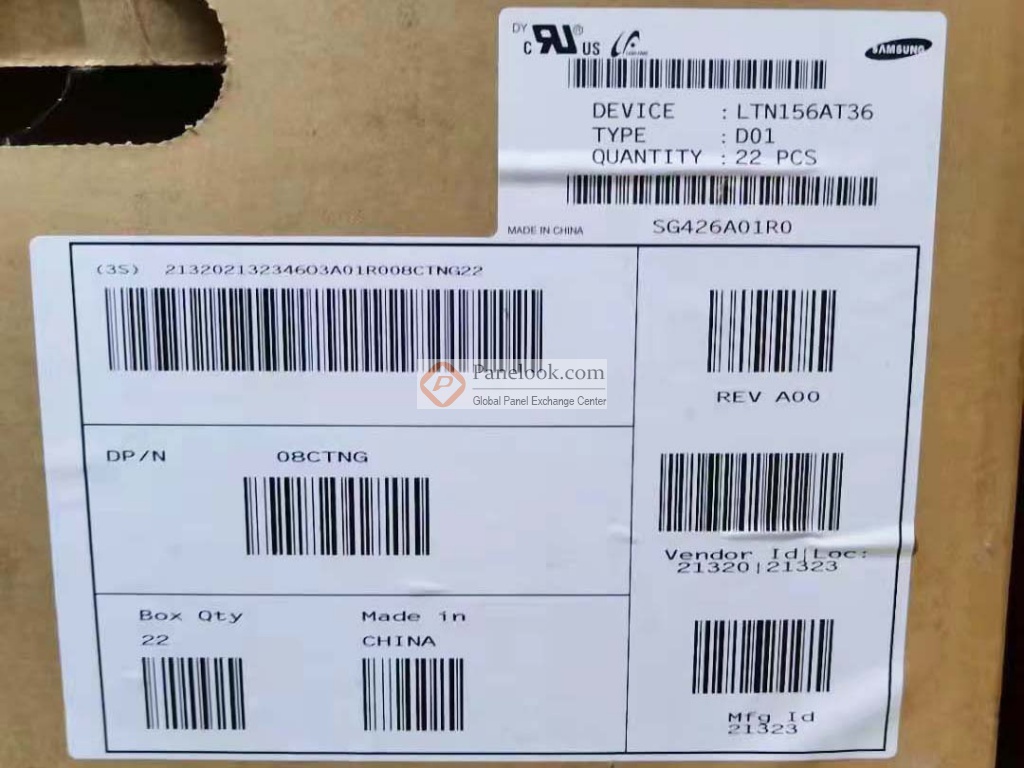 DY
C RU ® US
SAMSUNG
DEVICE : LTN156AT36
TYPE : D01
QUANTITY : 22 PCS
MADE IN CHINA
SG426A01R0
(3S) 21320213234603A01R008CTNG22
REV A00
Panelook.com
Global Panel Exchange Center
DP/N 08CTNG
Vendor Id|Loc:
21320|21323
Box Qty Made in
22 CHINA
Mfg Id
21323